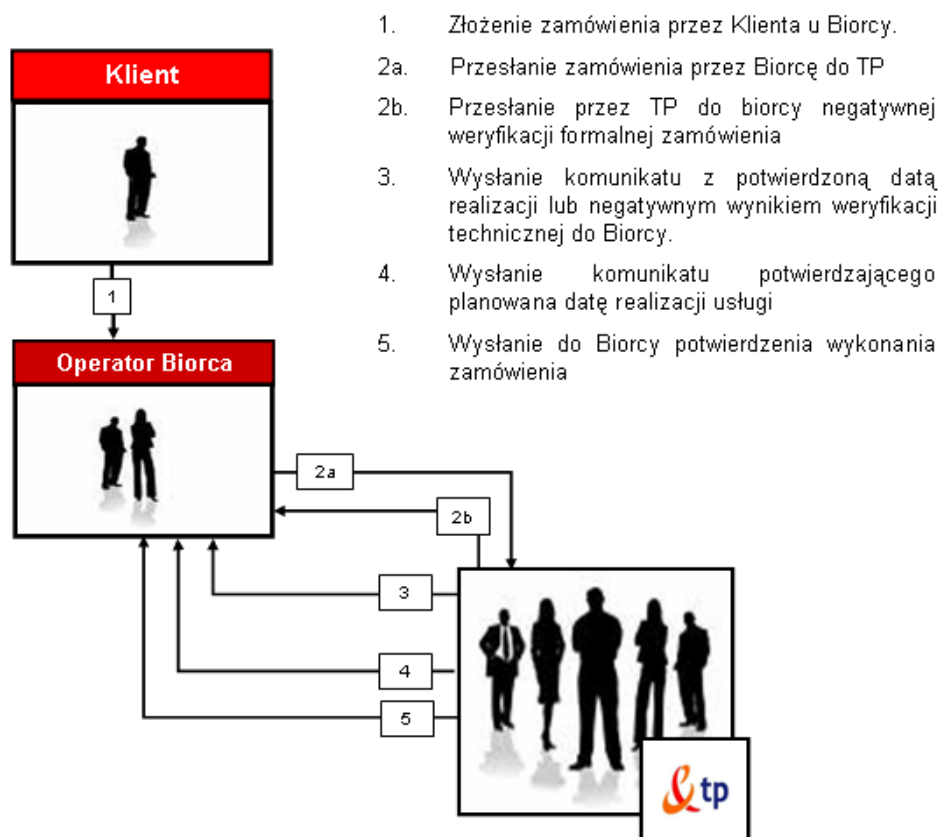 1. Złożenie zamówienia przez Klienta u Biorcy.
2a. Przesłanie zamówienia przez Biorcę do TP
2b. Przesłanie przez TP do biorcy negatywnej
weryfikacji formalnej zamówienia
3. Wysłanie komunikatu z potwierdzoną datą
realizacji lub negatywnym wynikiem weryfikacji
technicznej do Biorcy.
4. Wysłanie komunikatu potwierdzającego
planowana datę realizacji usługi
5. Wysłanie do Biorcy potwierdzenia wykonania
zamówienia
Klient
1
Operator Biorca
2a
2b
3
4
5
tp